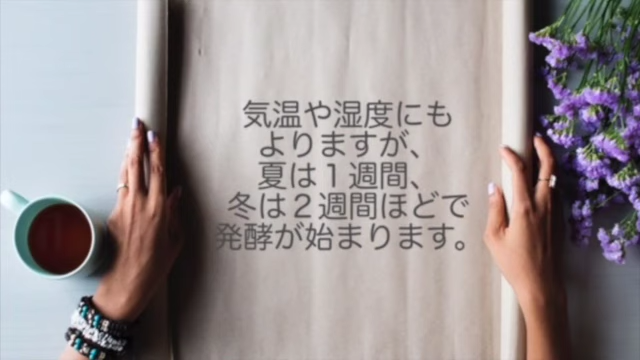 気温や湿度にも
よりますが、
夏は１週間、
冬は２週間ほどで
発酵が始まります。